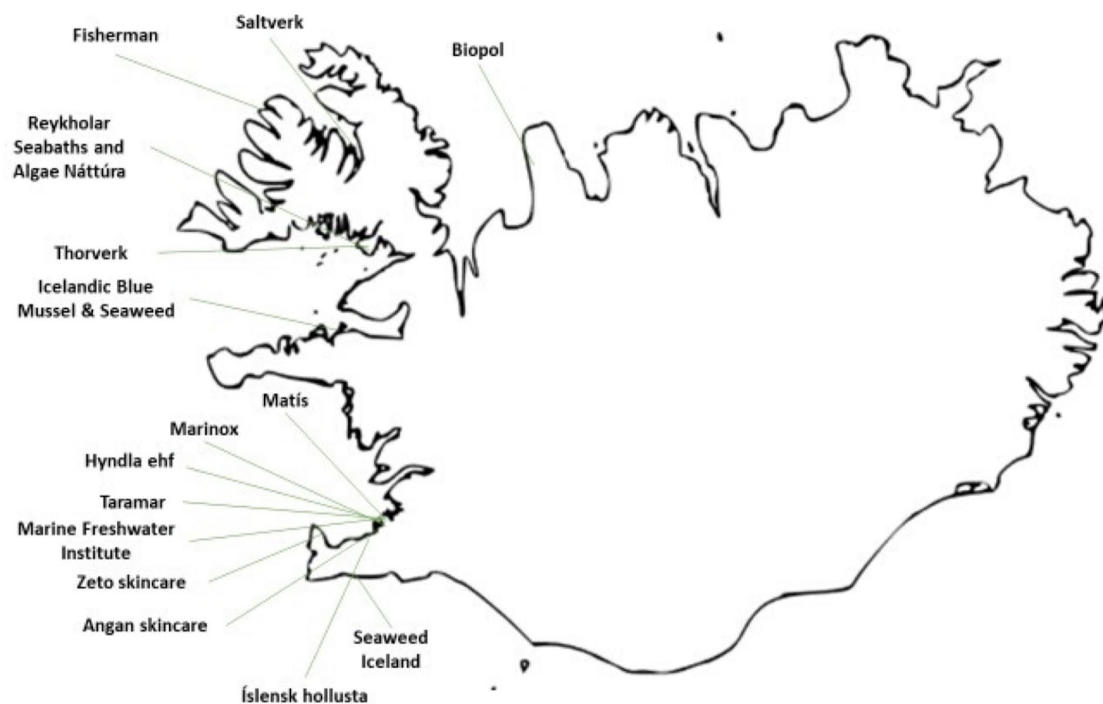 Saltverk
Fisherman
Biopol
Reykholar
Seabaths and
Algae Náttúra
Thorverk
Icelandic Blue
Mussel & Seaweed
Matís
Marinox
Hyndla ehf
Taramar
Marine Freshwater
Institute
Zeto skincare
Angan skincare
Seaweed
Iceland
Íslensk hollusta